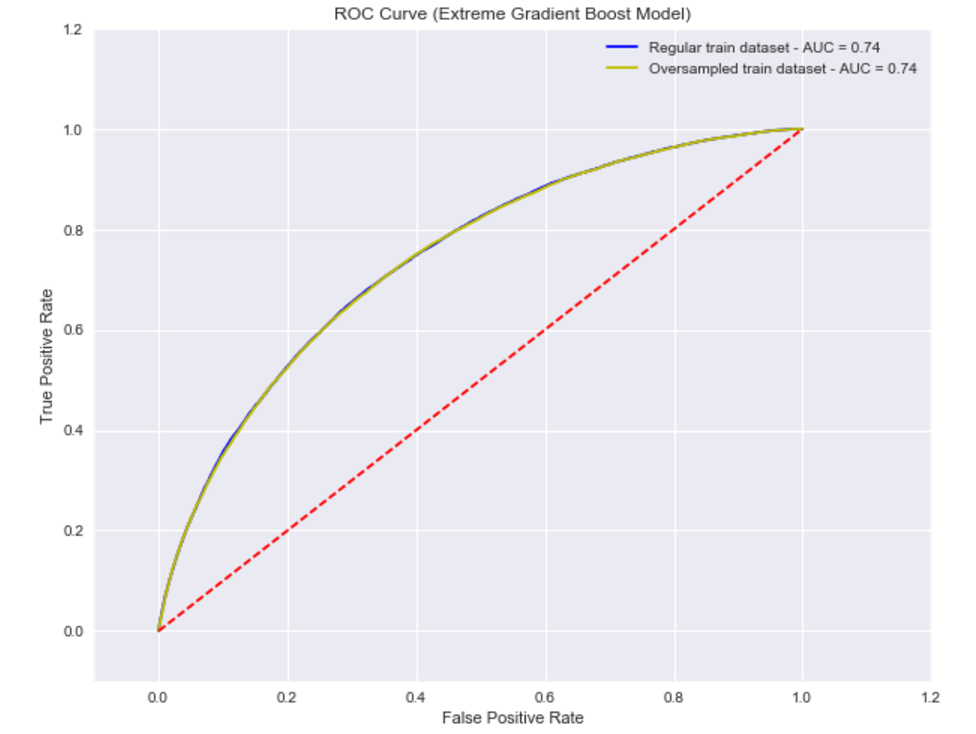 ROC Curve (Extreme Gradient Boost Model)
Regular train dataset - AUC = 0.74
Oversampled train dataset - AUC = 0.74
True Positive Rate
1.2
1.0
0.8
0.6
0.4
0.2
0.0
0.0 0.2 0.4 0.6 0.8 1.0 1.2
False Positive Rate